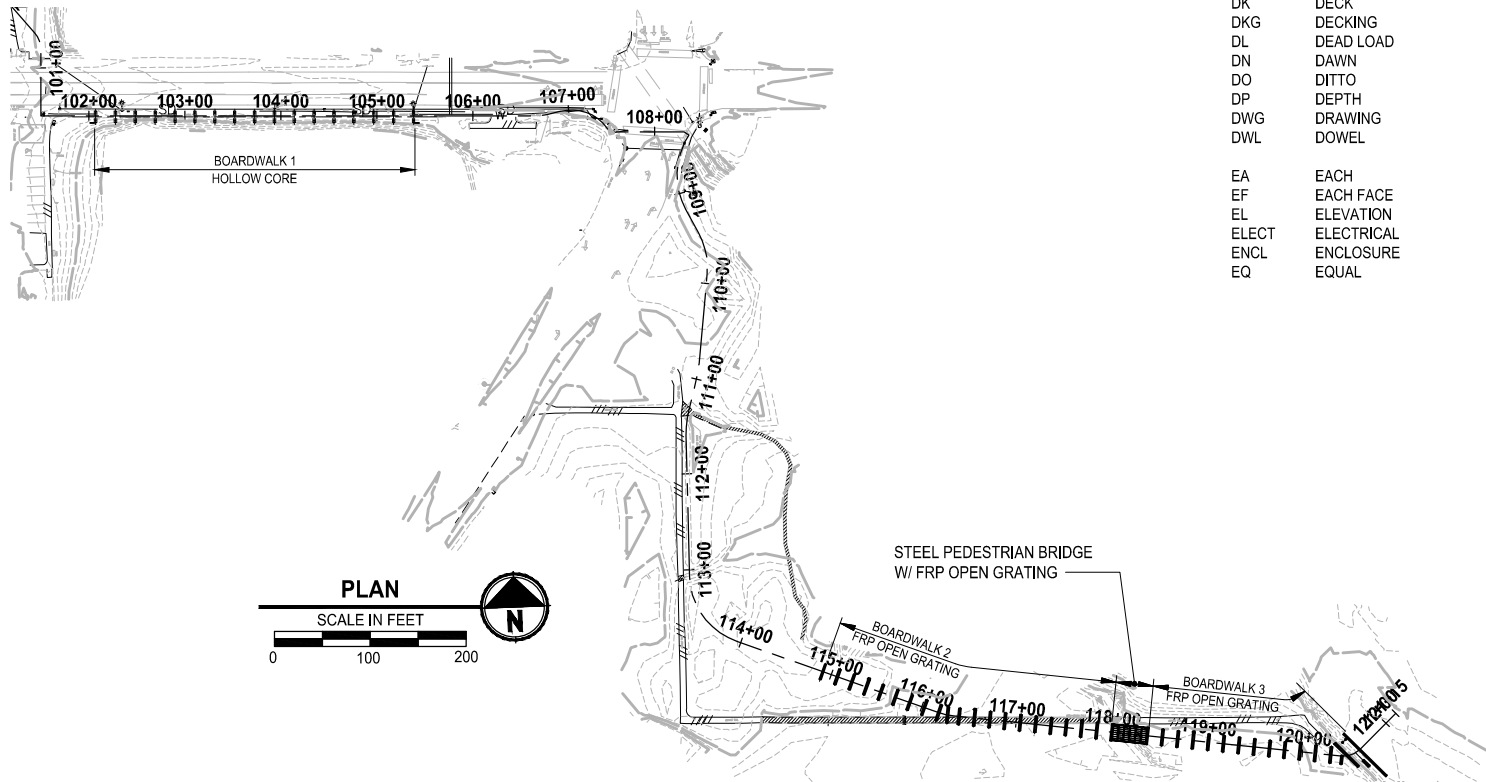 DK DECK
DKG DECKING
DL DEAD LOAD
DN DAWN
DO DITTO
DP DEPTH
DWG DRAWING
DWL DOWEL
EA EACH
EF EACH FACE
EL ELEVATION
ELECT ELECTRICAL
ENCL ENCLOSURE
EQ EQUAL
101+00
102+00
103+00
104+00
105+00
106+00
107+00
108+00
BOARDWALK 1
HOLLOW CORE
109+00
110+00
111+00
112+00
113+00
114+00
115+00
116+00
117+00
118+00
119+00
120+00
STEEL PEDESTRIAN BRIDGE
W/ FRP OPEN GRATING
BOARDWALK 2
FRP OPEN GRATING
BOARDWALK 3
FRP OPEN GRATING
PLAN
SCALE IN FEET
0 100 200
N